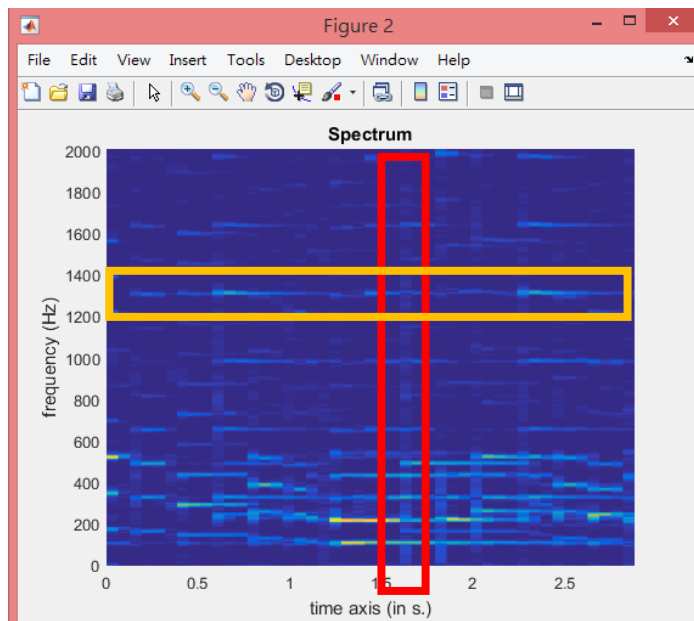 Figure 2
File Edit View Insert Tools Desktop Window Help
Spectrum
2000
1800
1600
1400
1200
1000
800
600
400
200
0
frequency (Hz)
0 0.5 1 1.5 2 2.5
time axis (in s.)